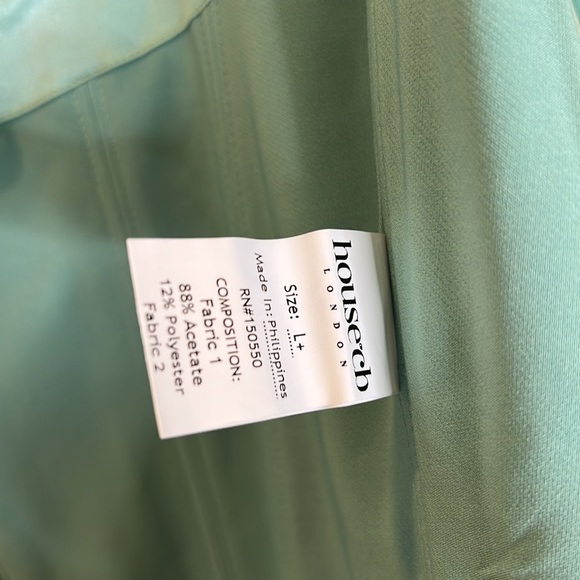 house of cb
LONDON
Size: L+
Made In: Philippines
RN#150550
COMPOSITION:
Fabric 1
88% Acetate
12% Polyester
Fabric 2